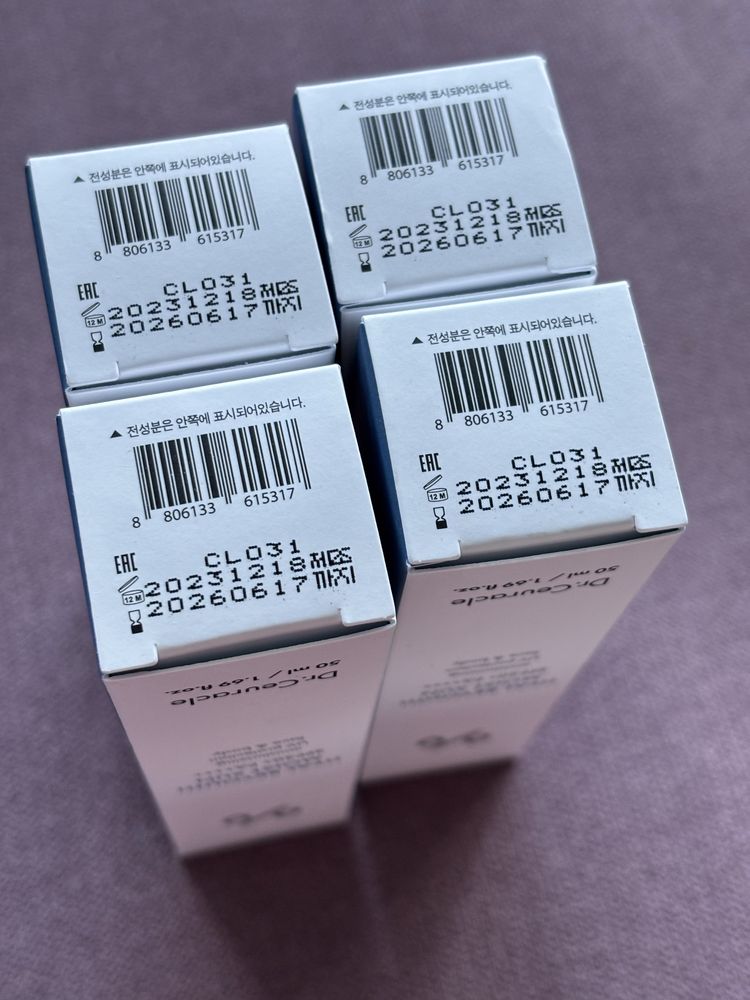 ▲ 전성분은 안쪽에 표시되어있습니다.
8 806133 615317
EAC
CL031
20231218제조
12 M
20260617까지
▲ 전성분은 안쪽에 표시되어있습니다.
8 806133 615317
EAC
CL031
20231218제조
12 M
20260617까지
▲ 전성분은 안쪽에 표시되어있습니다.
8 806133 615317
EAC
CL031
20231218제조
12 M
20260617까지
50 ml / 1.69 fl.oz.
Dr.Ceuracle
▲ 전성분은 안쪽에 표시되어있습니다.
8 806133 615317
EAC
CL031
20231218제조
12 M
20260617까지
50 ml / 1.69 fl.oz.
Dr.Ceuracle